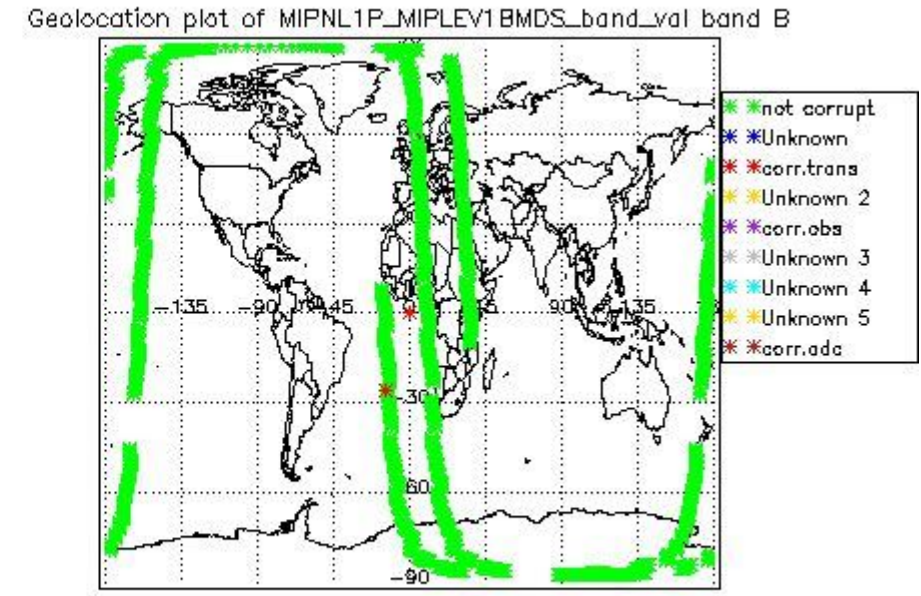 Geolocation plot of MIPNL1P_MIPLEV1BMDS_band_val band B
not corrupt
Unknown
corr.trans
Unknown 2
corr.obs
Unknown 3
Unknown 4
Unknown 5
corr.adc
-135 -90 45 90 135
-30
-60
-90